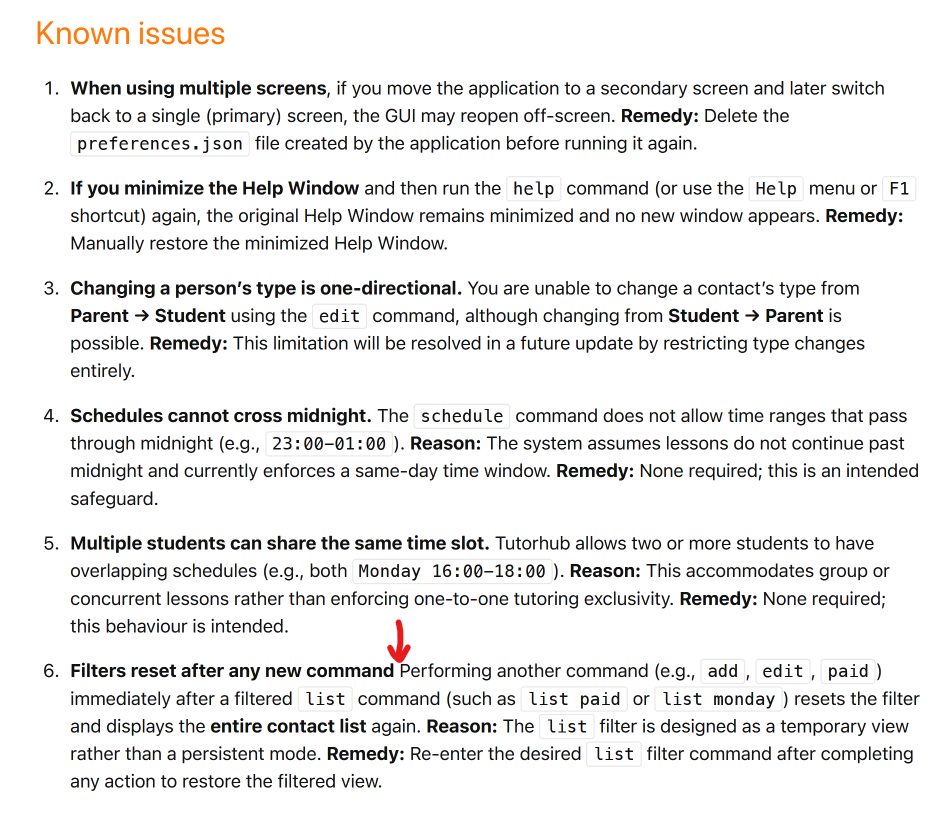 Known issues
1. When using multiple screens, if you move the application to a secondary screen and later switch
back to a single (primary) screen, the GUI may reopen off-screen. Remedy: Delete the
preferences.json file created by the application before running it again.
2. If you minimize the Help Window and then run the help command (or use the Help menu or F1
shortcut) again, the original Help Window remains minimized and no new window appears. Remedy:
Manually restore the minimized Help Window.
3. Changing a person’s type is one-directional. You are unable to change a contact’s type from
Parent → Student using the edit command, although changing from Student → Parent is
possible. Remedy: This limitation will be resolved in a future update by restricting type changes
entirely.
4. Schedules cannot cross midnight. The schedule command does not allow time ranges that pass
through midnight (e.g., 23:00–01:00 ). Reason: The system assumes lessons do not continue past
midnight and currently enforces a same-day time window. Remedy: None required; this is an intended
safeguard.
5. Multiple students can share the same time slot. Tutorhub allows two or more students to have
overlapping schedules (e.g., both Monday 16:00–18:00 ). Reason: This accommodates group or
concurrent lessons rather than enforcing one-to-one tutoring exclusivity. Remedy: None required;
this behaviour is intended.
6. Filters reset after any new command Performing another command (e.g., add , edit , paid )
immediately after a filtered list command (such as list paid or list monday ) resets the filter
and displays the entire contact list again. Reason: The list filter is designed as a temporary view
rather than a persistent mode. Remedy: Re-enter the desired list filter command after completing
any action to restore the filtered view.